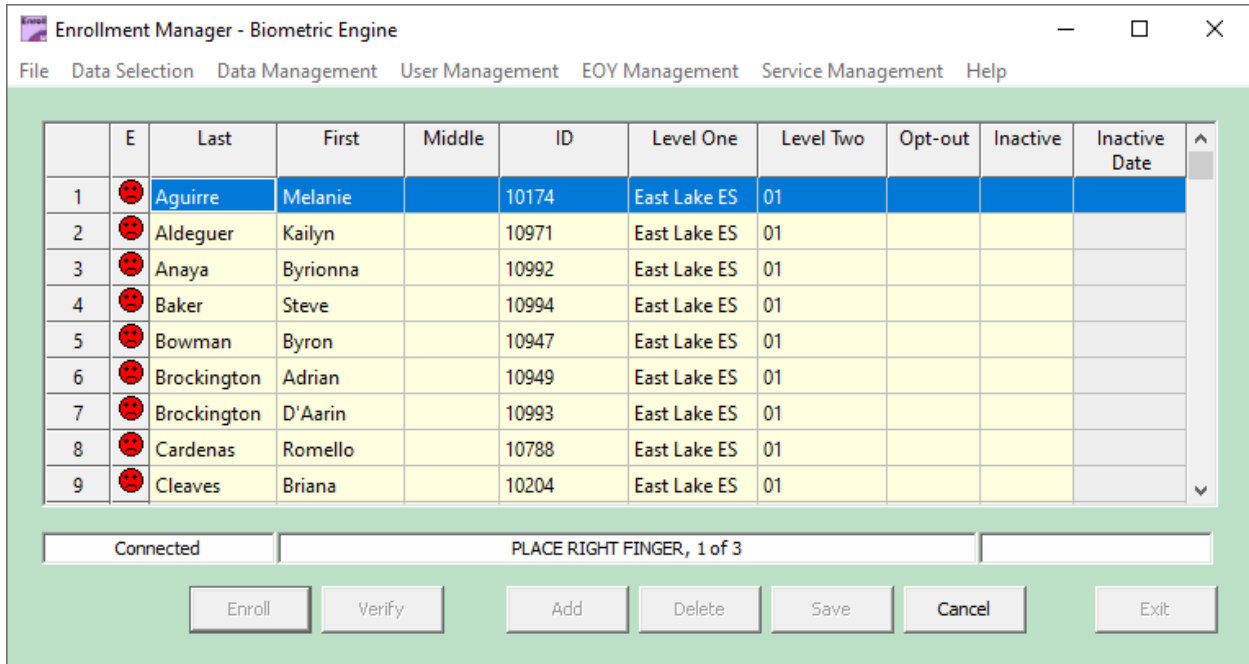 Enroll
Enrollment Manager - Biometric Engine
File Data Selection Data Management User Management EOY Management Service Management Help
E Last First Middle ID Level One Level Two Opt-out Inactive Inactive Date
1 Aguirre Melanie 10174 East Lake ES 01
2 Aldeguer Kailyn 10971 East Lake ES 01
3 Anaya Byrionna 10992 East Lake ES 01
4 Baker Steve 10994 East Lake ES 01
5 Bowman Byron 10947 East Lake ES 01
6 Brockington Adrian 10949 East Lake ES 01
7 Brockington D'Aarin 10993 East Lake ES 01
8 Cardenas Romello 10788 East Lake ES 01
9 Cleaves Briana 10204 East Lake ES 01
Connected PLACE RIGHT FINGER, 1 of 3
Enroll Verify Add Delete Save Cancel Exit